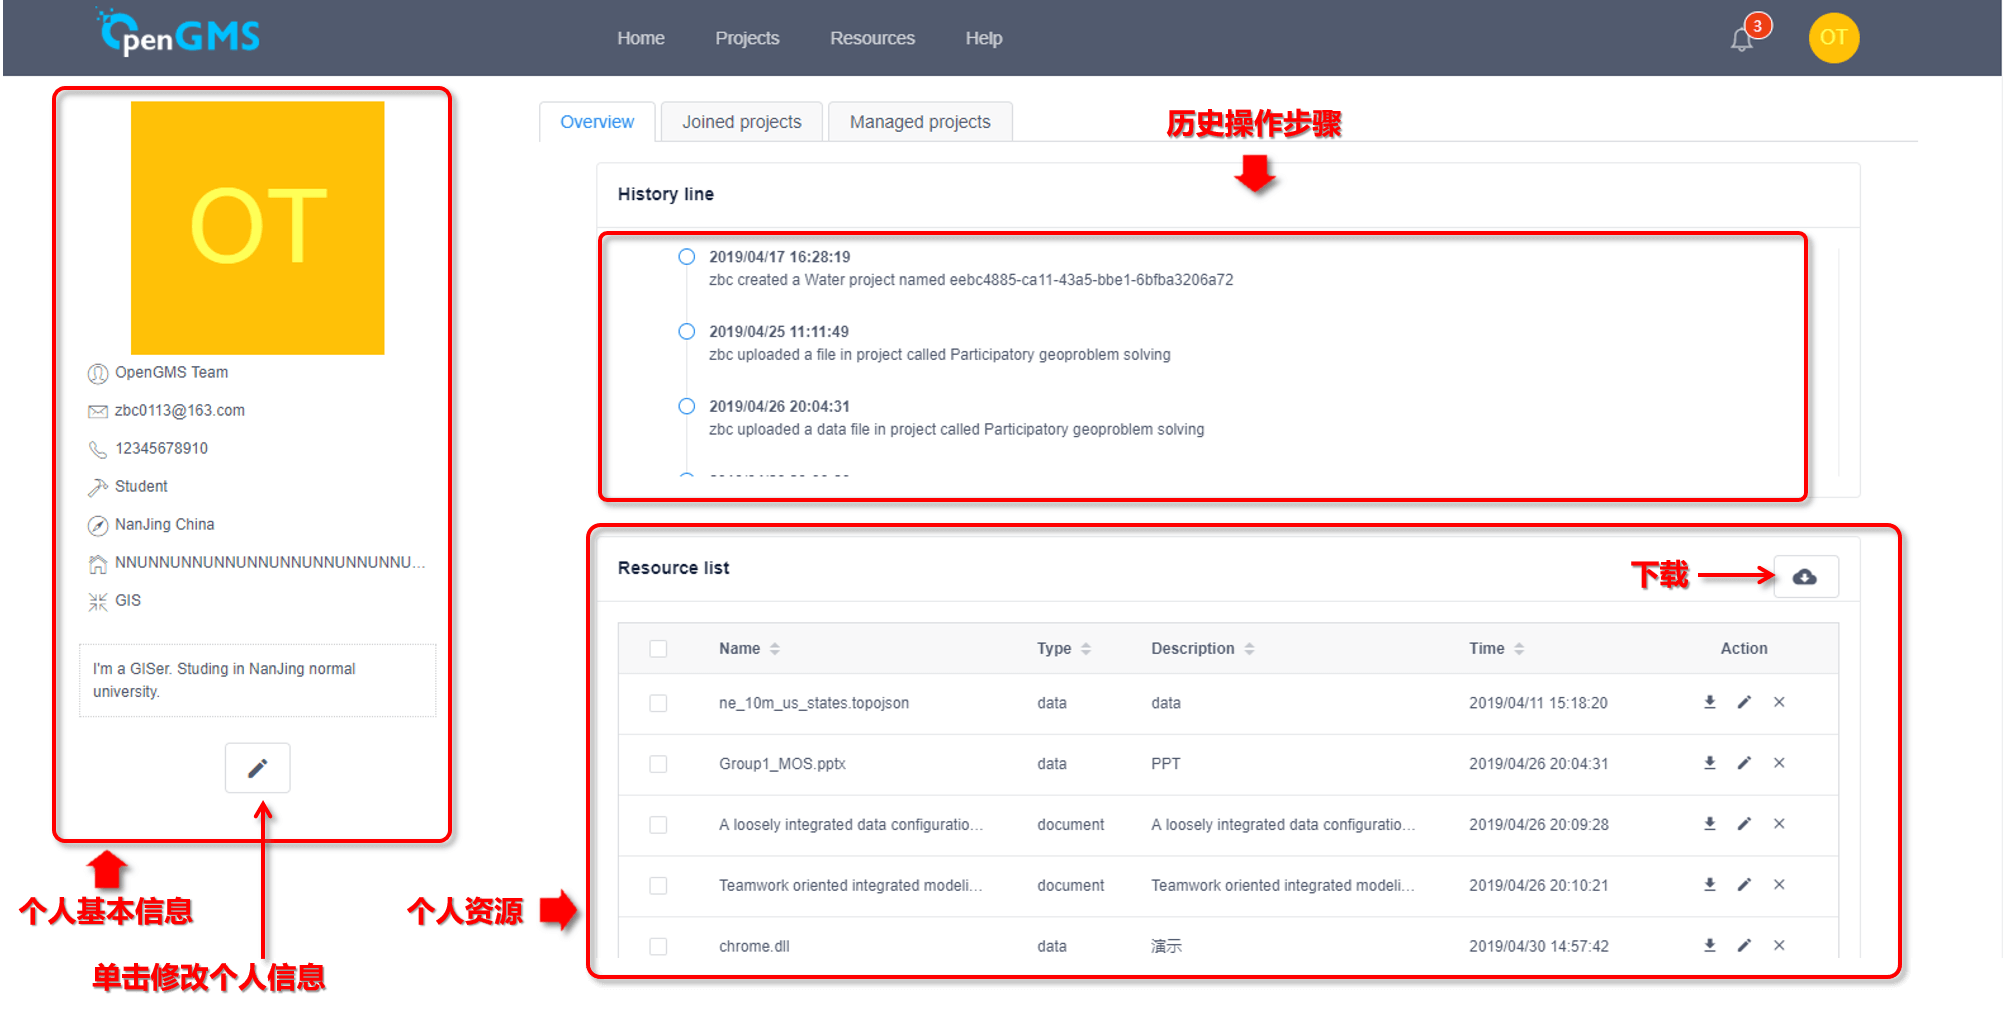 OpenGMS
Home Projects Resources Help
3
OT
OT
OpenGMS Team
zbc0113@163.com
12345678910
Student
NanJing China
NNUNNUNNUNNUNNUNNUNNUNNU...
GIS
I'm a GISer. Studing in NanJing normal
university.
个人基本信息
单击修改个人信息
Overview Joined projects Managed projects
历史操作步骤
History line
2019/04/17 16:28:19
zbc created a Water project named eebc4885-ca11-43a5-bbe1-6bfba3206a72
2019/04/25 11:11:49
zbc uploaded a file in project called Participatory geoproblem solving
2019/04/26 20:04:31
zbc uploaded a data file in project called Participatory geoproblem solving
个人资源
Resource list
下载
Name Type Description Time Action
ne_10m_us_states.topojson data data 2019/04/11 15:18:20
Group1_MOS.pptx data PPT 2019/04/26 20:04:31
A loosely integrated data configuratio... document A loosely integrated data configuratio... 2019/04/26 20:09:28
Teamwork oriented integrated modeli... document Teamwork oriented integrated modeli... 2019/04/26 20:10:21
chrome.dll data 演示 2019/04/30 14:57:42